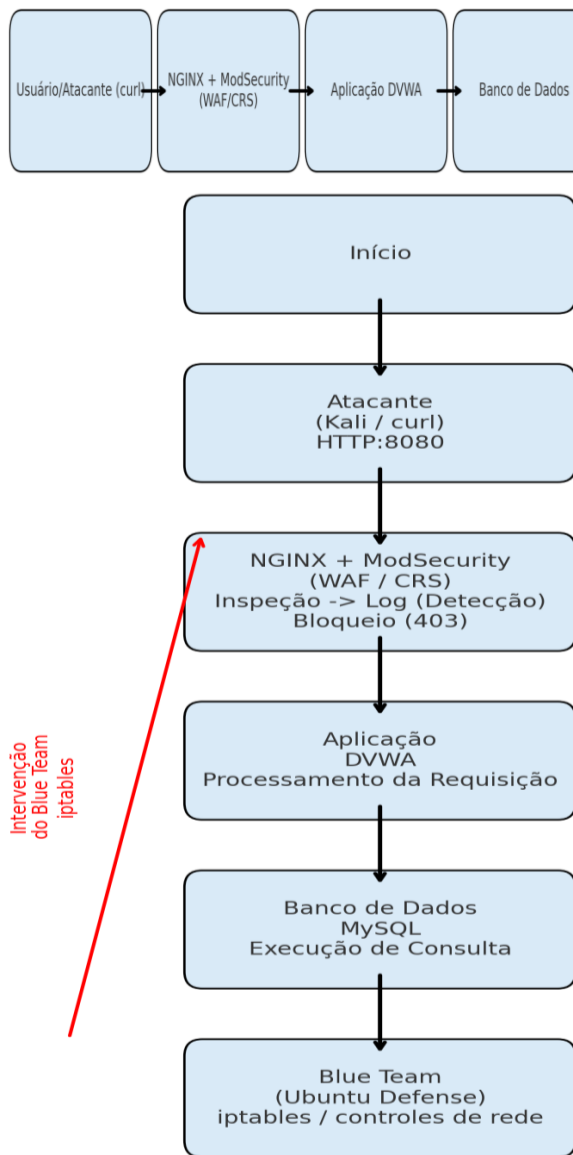 Usuário/Atacante (curl)
NGINX + ModSecurity
(WAF/CRS)
Aplicação DVWA
Banco de Dados
Início
Atacante
(Kali / curl)
HTTP:8080
NGINX + ModSecurity
(WAF / CRS)
Inspeção -> Log (Detecção)
Bloqueio (403)
Intervenção
do Blue Team
iptables
Aplicação
DVWA
Processamento da Requisição
Banco de Dados
MySQL
Execução de Consulta
Blue Team
(Ubuntu Defense)
iptables / controles de rede